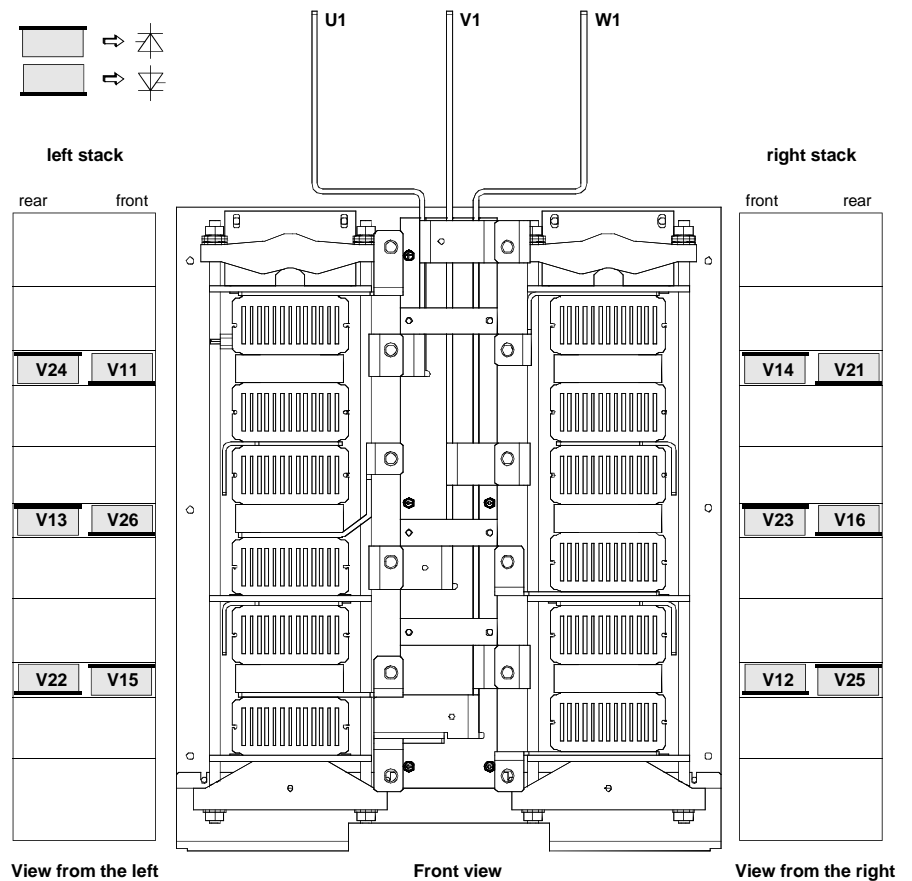 U1 V1 W1
left stack right stack
rear front front rear
V24 V11 V14 V21
V13 V26 V23 V16
V22 V15 V12 V25
View from the left Front view View from the right